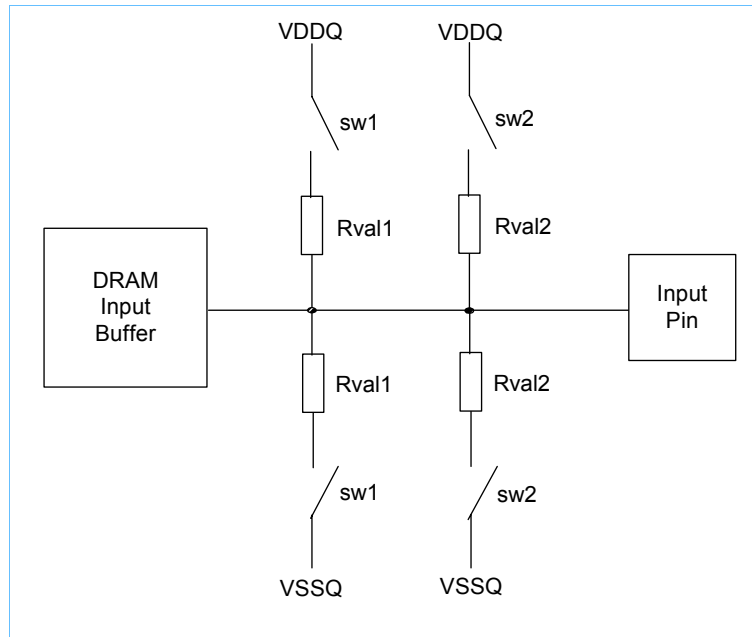 VDDQ
VDDQ
sw1
sw2
Rval1
Rval2
DRAM
Input
Buffer
Input
Pin
Rval1
Rval2
sw1
sw2
VSSQ
VSSQ